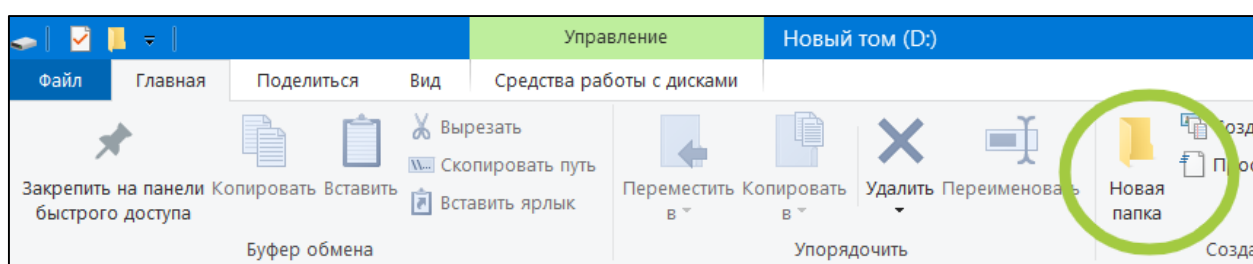 Управление
Новый том (D:)
Файл
Главная
Поделиться
Вид
Средства работы с дисками
Закрепить на панели
быстрого доступа
Копировать
Вставить
Вырезать
Скопировать путь
Вставить ярлык
Буфер обмена
Переместить
в
Копировать
в
Удалить
Переименовать
Упорядочить
Новая
папка